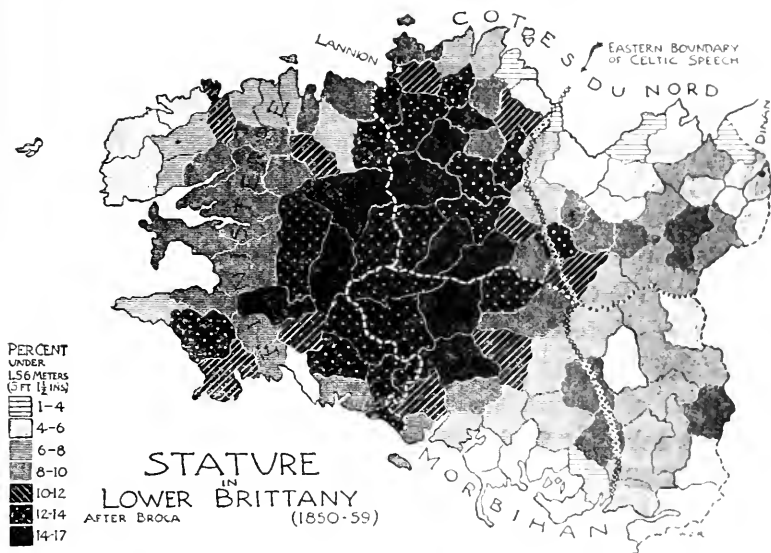 COTES DU NORD
LANNION
EASTERN BOUNDARY
OF CELTIC SPEECH
DINAN
FINISTERE
PERCENT
UNDER
1.56 METERS
(5 FT 1½ INS)
1-4
4-6
6-8
8-10
10-12
12-14
14-17
STATURE
IN
LOWER BRITTANY
AFTER BROCA (1850-59)
MORBIHAN